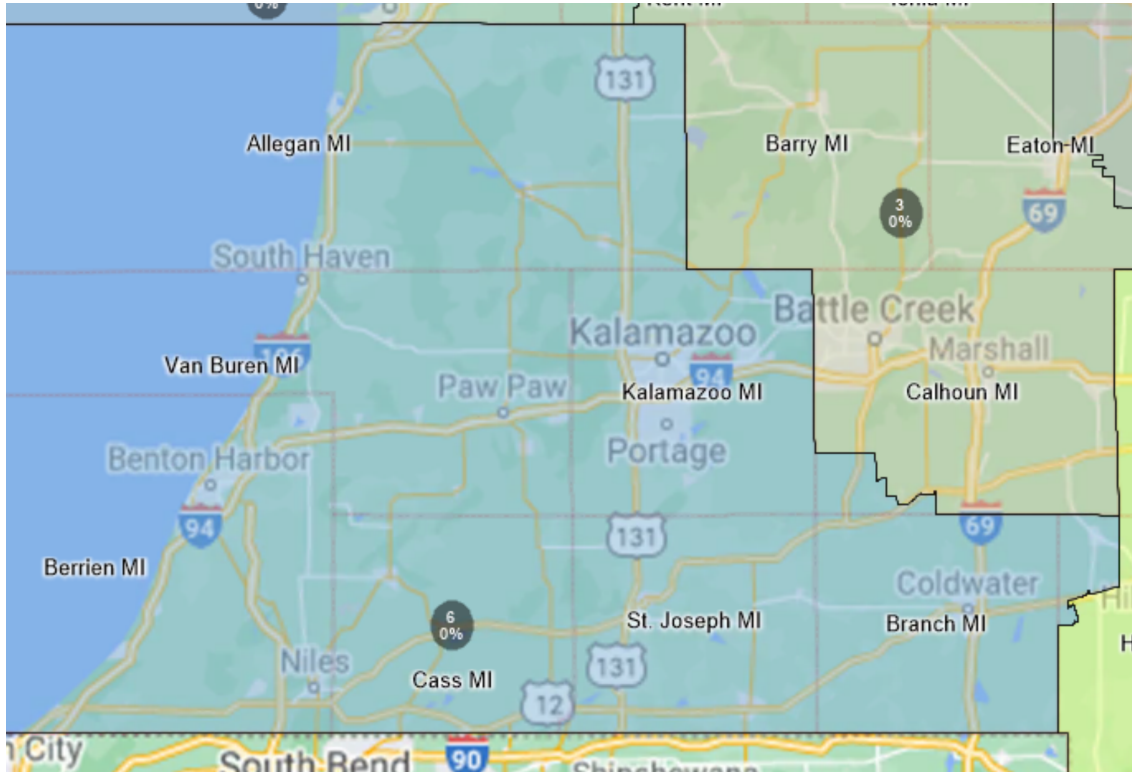 0%
131
Allegan MI
Barry MI
Eaton MI
3
0%
69
South Haven
Battle Creek
Kalamazoo
Marshall
Van Buren MI
94
Paw Paw
Kalamazoo MI
Calhoun MI
Portage
Benton Harbor
94
131
69
Berrien MI
Coldwater
6
0%
St. Joseph MI
Branch MI
Niles
131
Cass MI
12
H
n City
South Bend
90